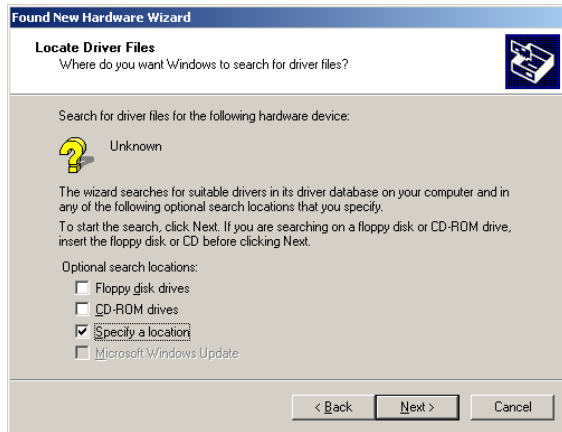 Found New Hardware Wizard
Locate Driver Files
Where do you want Windows to search for driver files?
Search for driver files for the following hardware device:
Unknown
The wizard searches for suitable drivers in its driver database on your computer and in
any of the following optional search locations that you specify.
To start the search, click Next. If you are searching on a floppy disk or CD-ROM drive,
insert the floppy disk or CD before clicking Next.
Optional search locations:
Floppy disk drives
CD-ROM drives
Specify a location
Microsoft Windows Update
< Back Next > Cancel